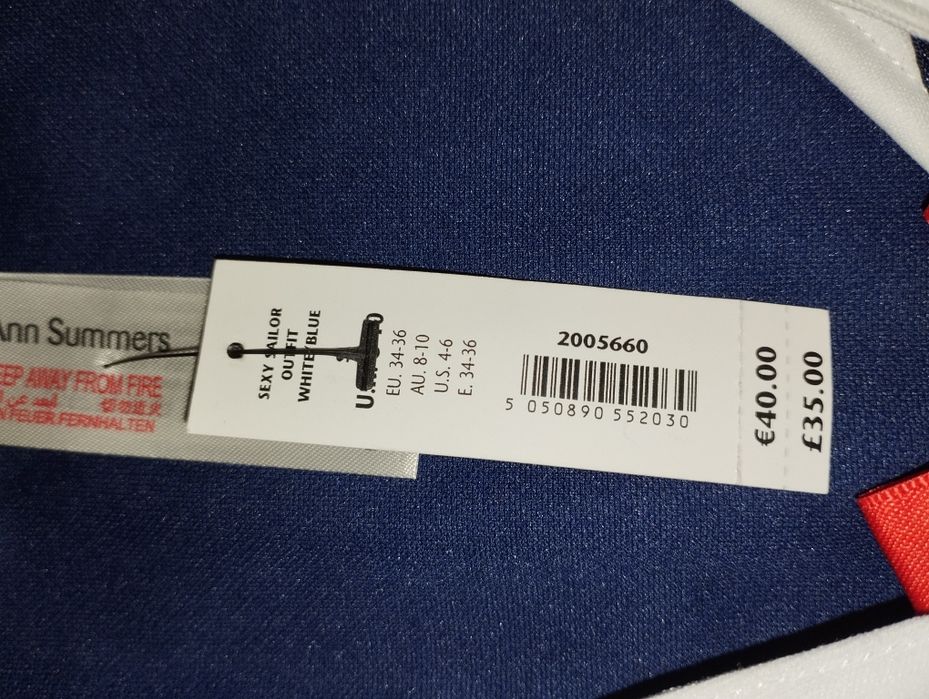 Ann Summers
KEEP AWAY FROM FIRE
FEUER FERNHALTEN
SEXY SAILOR
OUTFIT
WHITE/BLUE
EU. 34-36
AU. 8-10
U.S. 4-6
E. 34-36
2005660
5 050890 552030
€40.00
£35.00